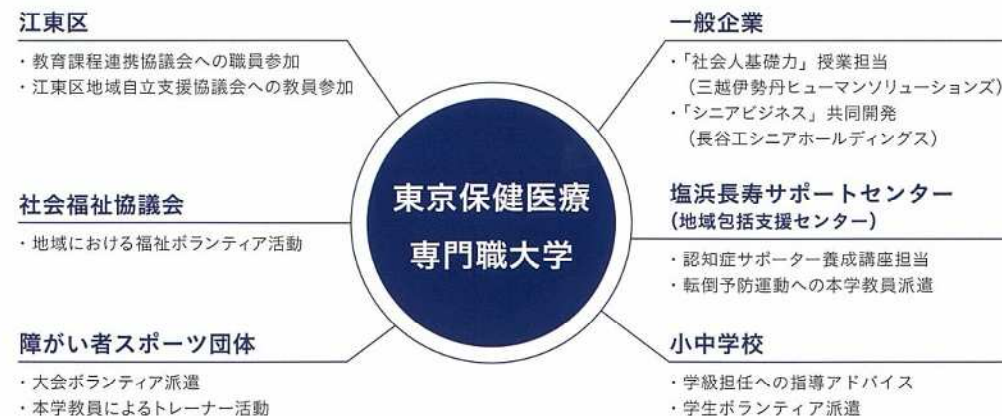 江東区
・教育課程連携協議会への職員参加
・江東区地域自立支援協議会への教員参加
社会福祉協議会
・地域における福祉ボランティア活動
障がい者スポーツ団体
・大会ボランティア派遣
・本学教員によるトレーナー活動
東京保健医療
専門職大学
一般企業
・「社会人基礎力」授業担当
(三越伊勢丹ヒューマンソリューションズ)
・「シニアビジネス」共同開発
(長谷工シニアホールディングス)
塩浜長寿サポートセンター
(地域包括支援センター)
・認知症サポーター養成講座担当
・転倒予防運動への本学教員派遣
小中学校
・学級担任への指導アドバイス
・学生ボランティア派遣